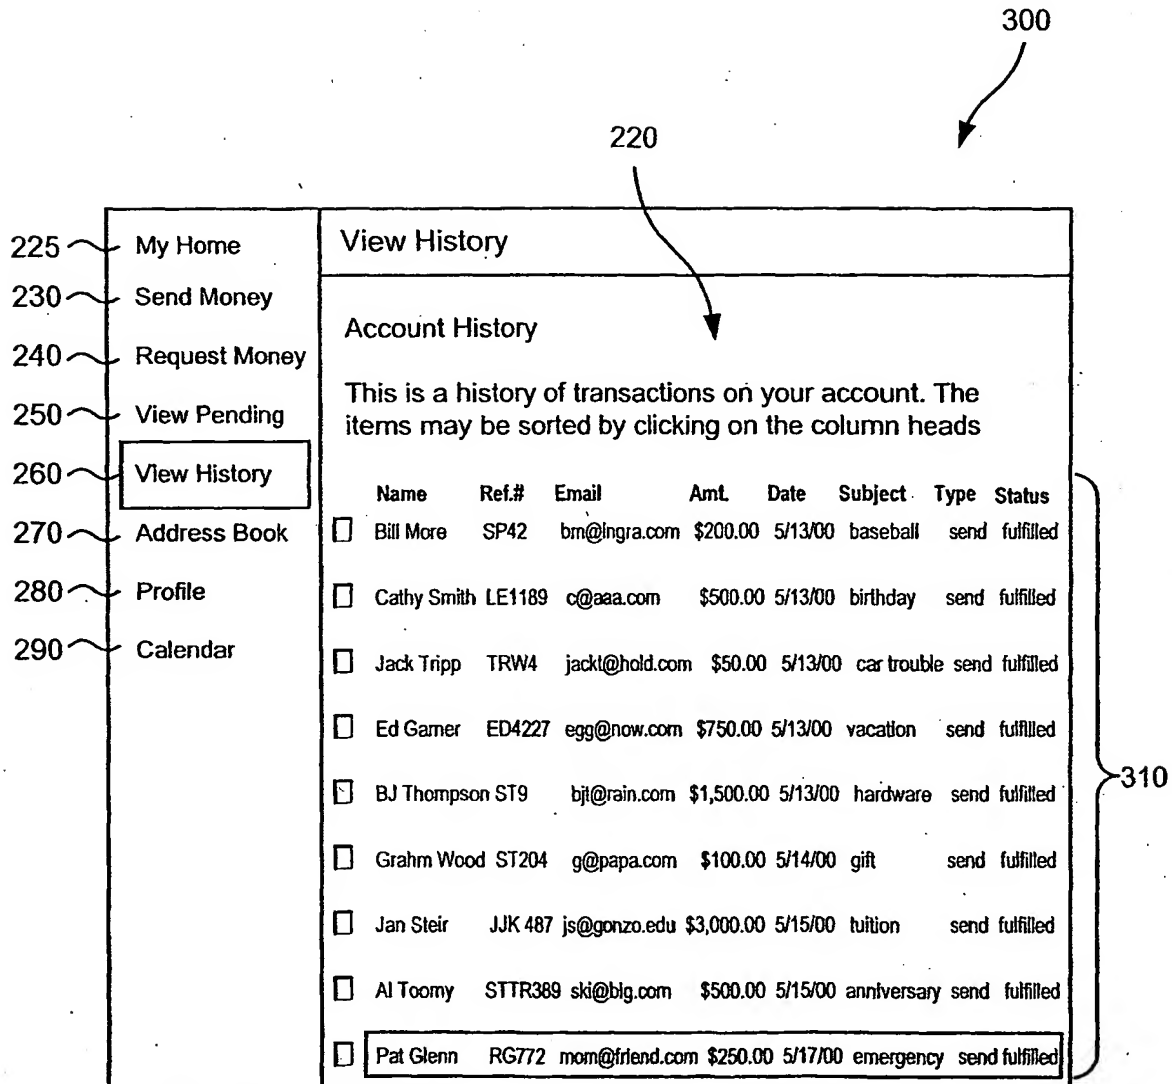 300
220
225 My Home
View History
230 Send Money
Account History
240 Request Money
This is a history of transactions on your account. The
250 View Pending
items may be sorted by clicking on the column heads
260 View History
Name Ref.# Email Amt. Date Subject Type Status
270 Address Book
Bill More SP42 bm@ingra.com $200.00 5/13/00 baseball send fulfilled
280 Profile
Cathy Smith LE1189 c@aaa.com $500.00 5/13/00 birthday send fulfilled
290 Calendar
Jack Tripp TRW4 jackt@hold.com $50.00 5/13/00 car trouble send fulfilled
Ed Garner ED4227 egg@now.com $750.00 5/13/00 vacation send fulfilled
310
BJ Thompson ST9 bjt@rain.com $1,500.00 5/13/00 hardware send fulfilled
Grahm Wood ST204 g@papa.com $100.00 5/14/00 gift send fulfilled
Jan Steir JJK 487 js@gonzo.edu $3,000.00 5/15/00 tuition send fulfilled
Al Toomy STTR389 ski@big.com $500.00 5/15/00 anniversary send fulfilled
Pat Glenn RG772 mom@friend.com $250.00 5/17/00 emergency send fulfilled